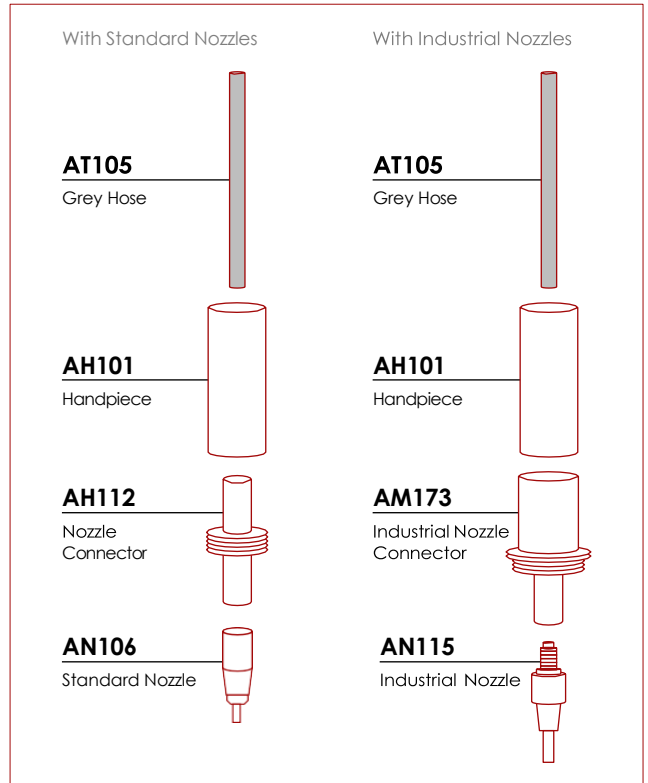 With Standard Nozzles
AT105
Grey Hose
AH101
Handpiece
AH112
Nozzle
Connector
AN106
Standard Nozzle
With Industrial Nozzles
AT105
Grey Hose
AH101
Handpiece
AM173
Industrial Nozzle
Connector
AN115
Industrial Nozzle